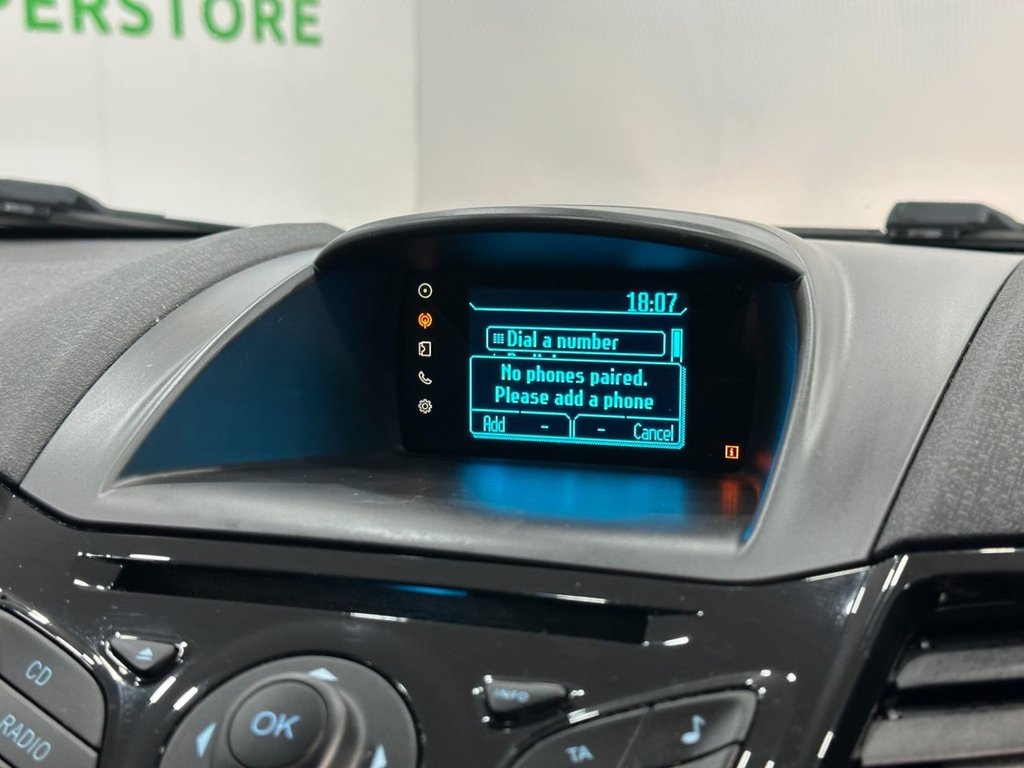 PERSTORE
18:07
Dial a number
No phones paired.
Please add a phone
Add - - Cancel
CD
RADIO
OK
INFO
TA